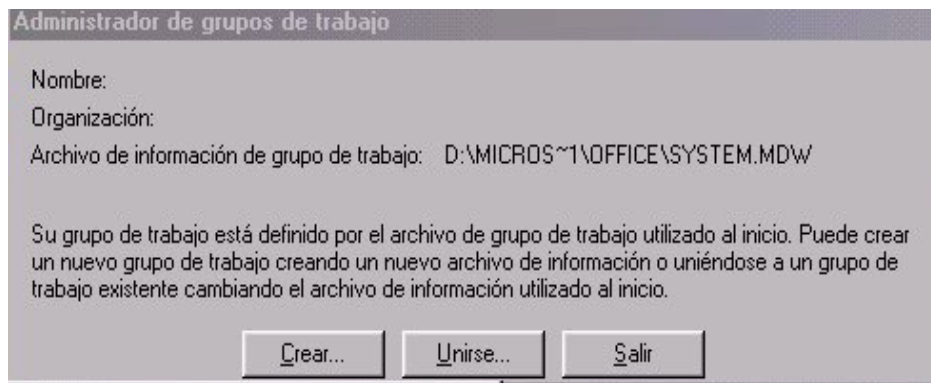 Administrador de grupos de trabajo
Nombre:
Organización:
Archivo de información de grupo de trabajo: D:\MICROS~1\OFFICE\SYSTEM.MDW
Su grupo de trabajo está definido por el archivo de grupo de trabajo utilizado al inicio. Puede crear
un nuevo grupo de trabajo creando un nuevo archivo de información o uniéndose a un grupo de
trabajo existente cambiando el archivo de información utilizado al inicio.
Crear... Unirse... Salir